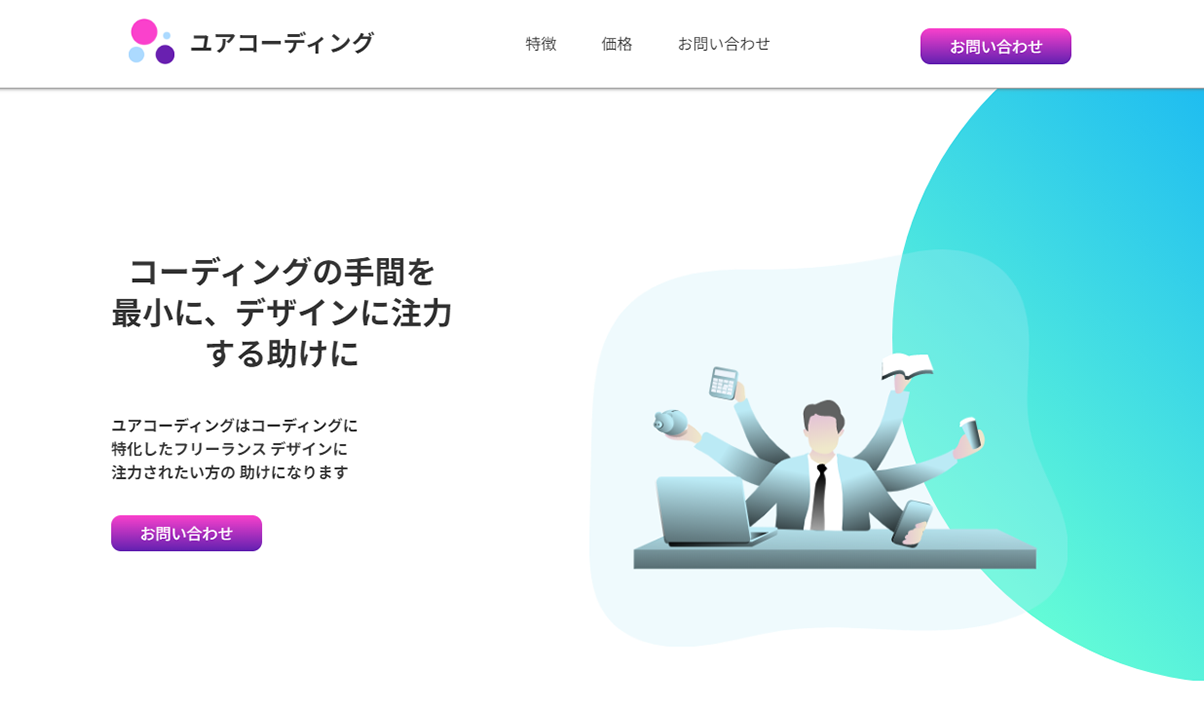 ユアコーディング
特徴
価格
お問い合わせ
お問い合わせ
コーディングの手間を
最小に、デザインに注力
する助けに
ユアコーディングはコーディングに
特化したフリーランス デザインに
注力されたい方の 助けになります
お問い合わせ